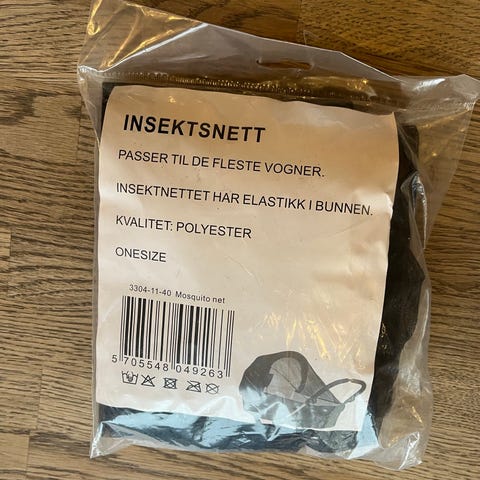 INSEKTSNETT
PASSER TIL DE FLESTE VOGNER.
INSEKTNETTET HAR ELASTIKK I BUNNEN.
KVALITET: POLYESTER
ONESIZE
3304-11-40 Mosquito net
5 705548 049263